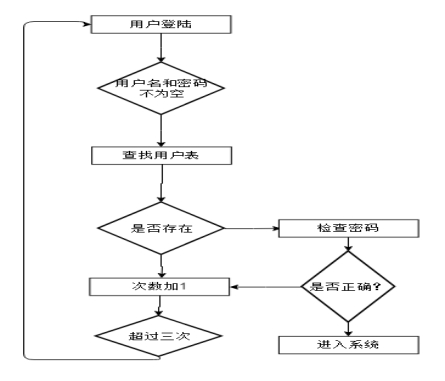 用户登陆
用户名和密码
不为空
查找用户表
是否存在
检查密码
次数加1
是否正确?
超过三次
进入系统